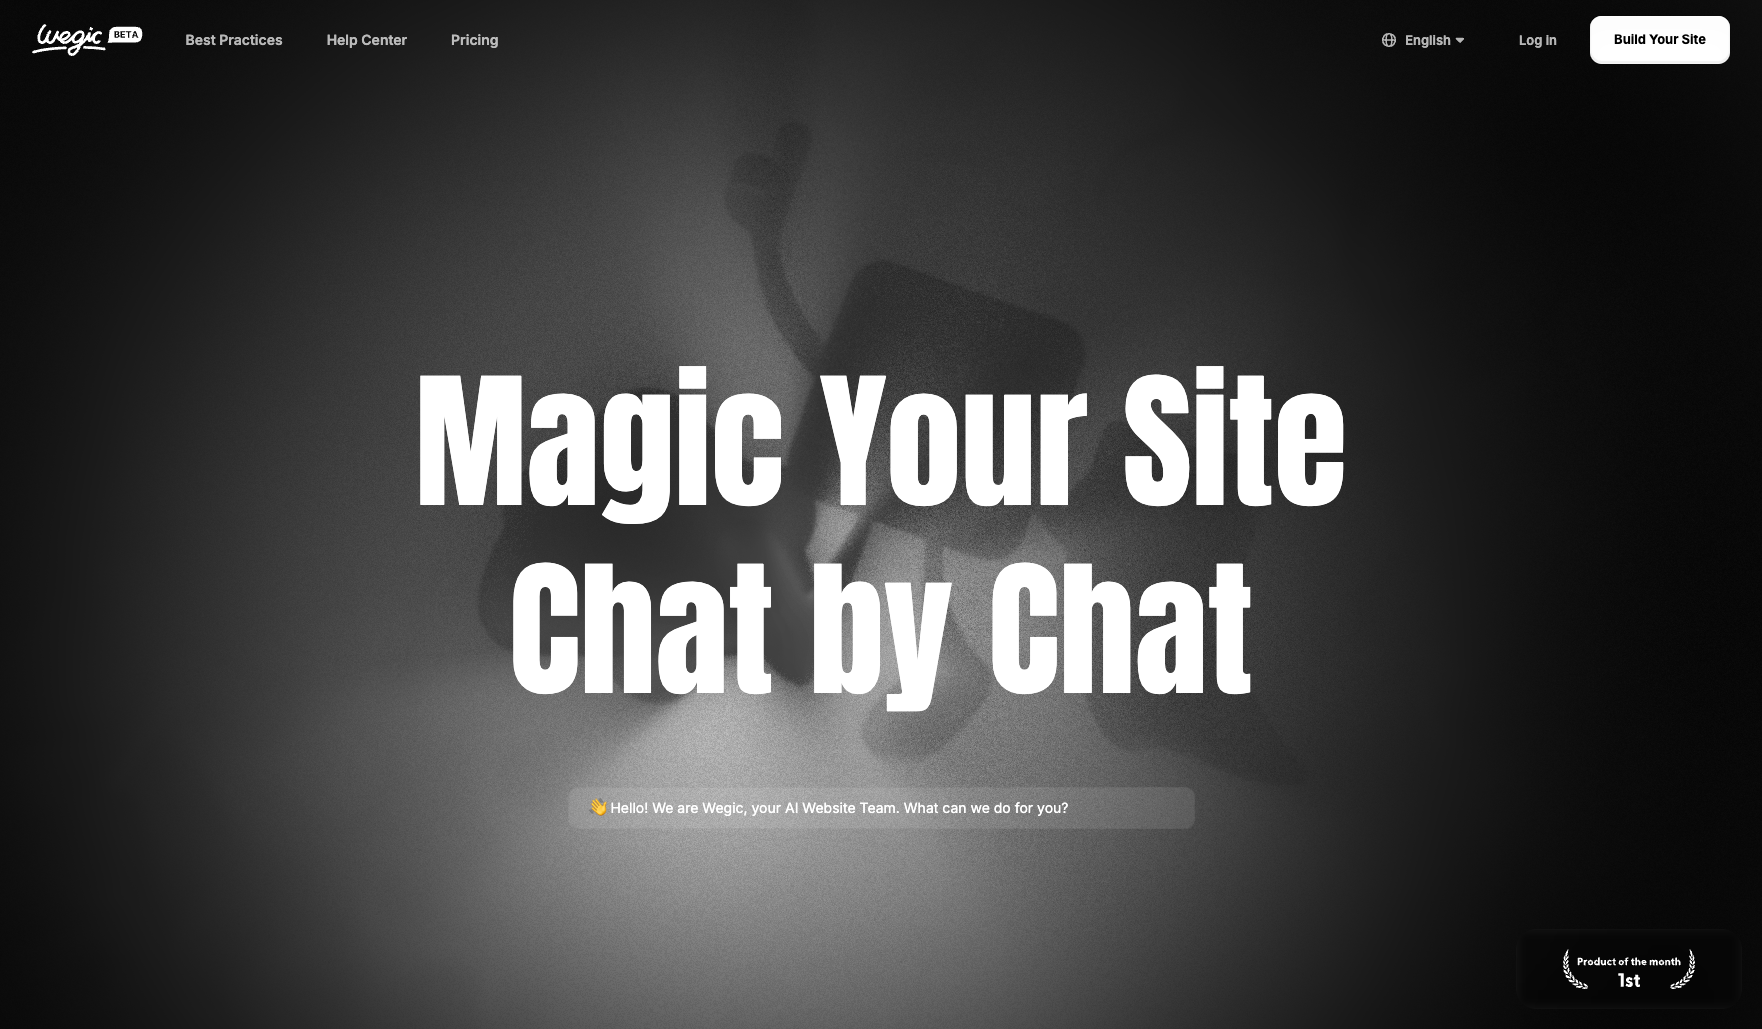 Wegic BETA
Best Practices
Help Center
Pricing
English
Log In
Build Your Site
Magic Your Site
Chat by Chat
👋 Hello! We are Wegic, your AI Website Team. What can we do for you?
Product of the month
1st